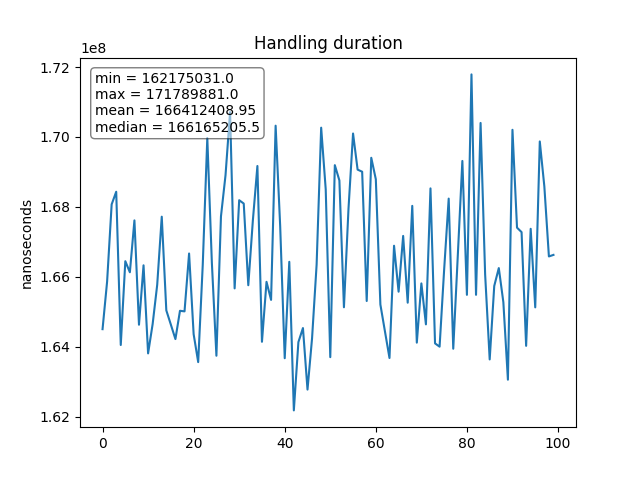 Handling duration
1e8
min = 162175031.0
max = 171789881.0
mean = 166412408.95
median = 166165205.5
nanoseconds
1.72
1.70
1.68
1.66
1.64
1.62
0 20 40 60 80 100